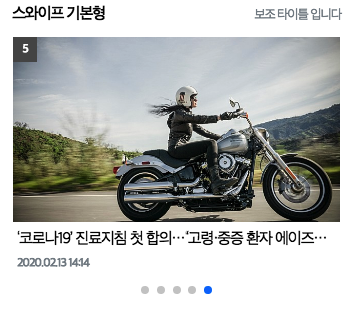 스와이프 기본형
보조 타이틀 입니다
5
‘코로나19’ 진료지침 첫 합의…‘고령·중증 환자 에이즈…
2020.02.13 14:14